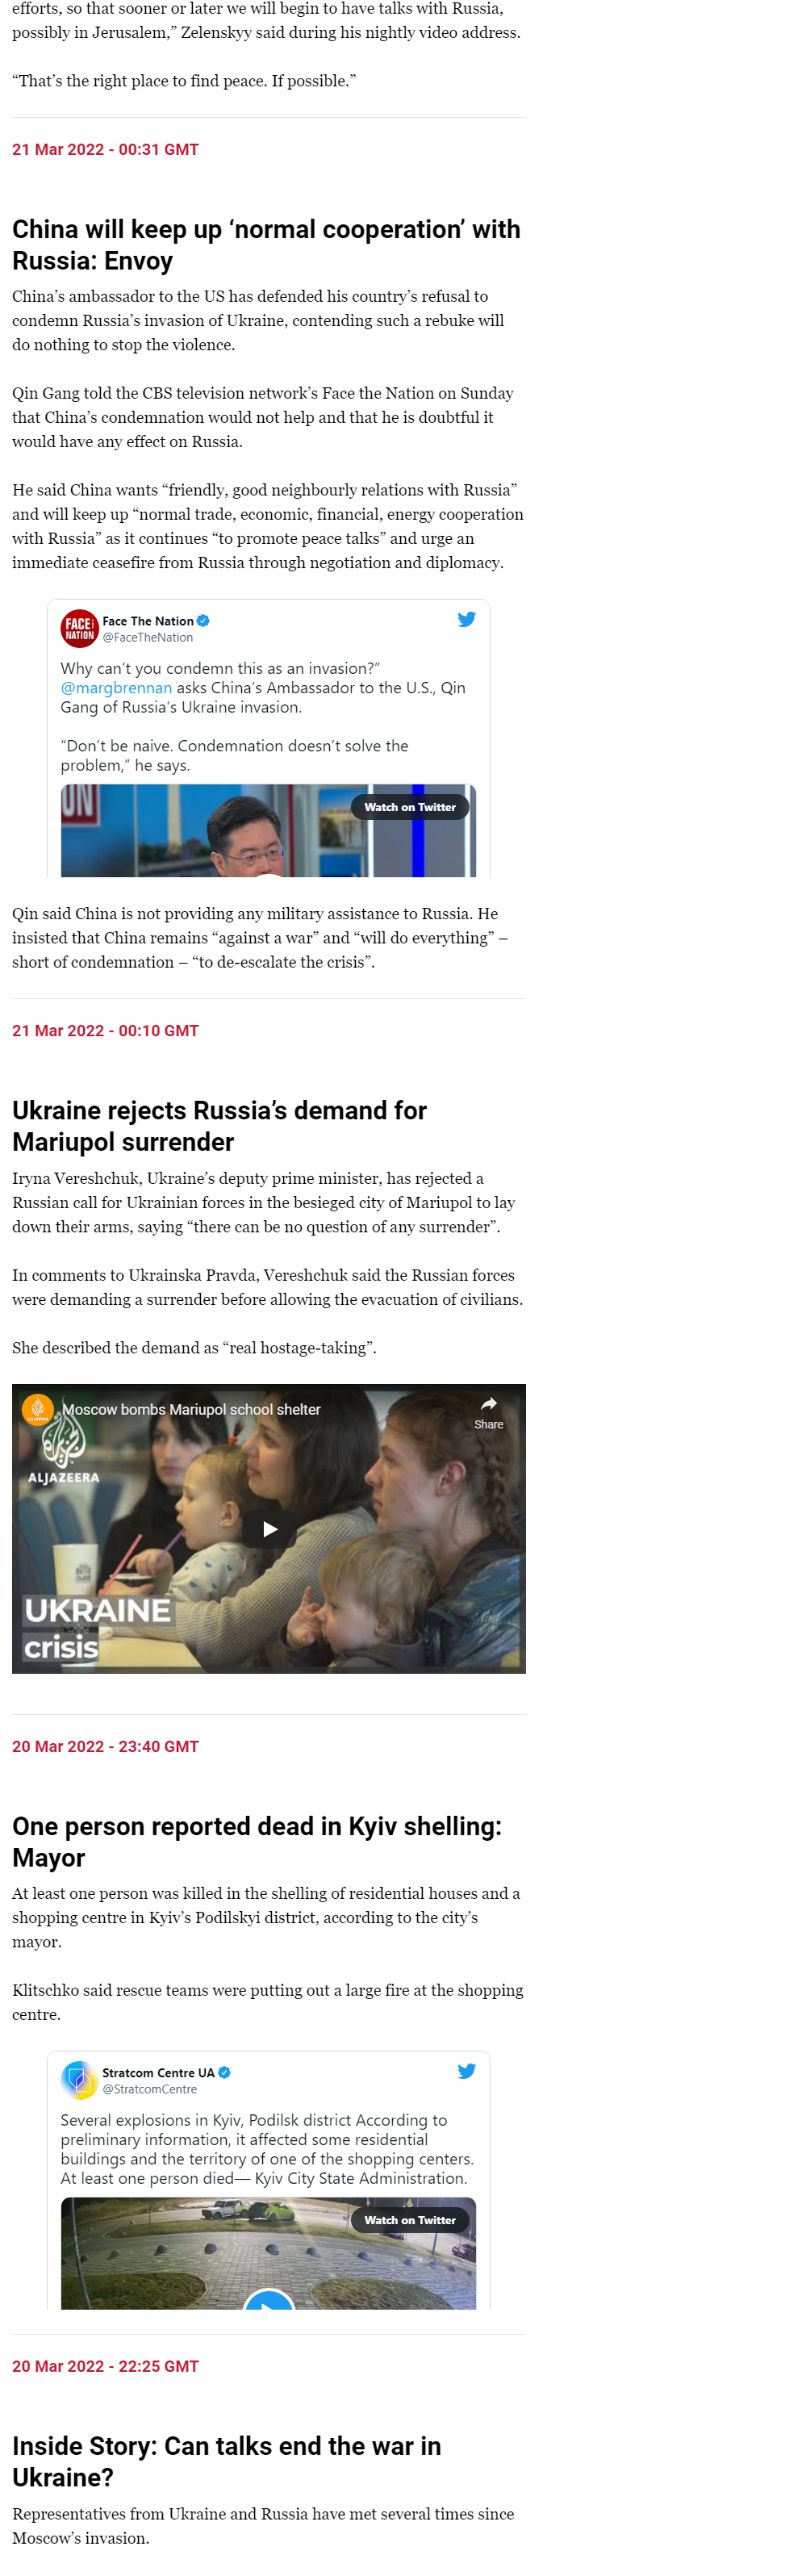 efforts, so that sooner or later we will begin to have talks with Russia,
possibly in Jerusalem,” Zelenskyy said during his nightly video address.
“That’s the right place to find peace. If possible.”
21 Mar 2022 - 00:31 GMT
China will keep up ‘normal cooperation’ with
Russia: Envoy
China’s ambassador to the US has defended his country’s refusal to
condemn Russia’s invasion of Ukraine, contending such a rebuke will
do nothing to stop the violence.
Qin Gang told the CBS television network’s Face the Nation on Sunday
that China’s condemnation would not help and that he is doubtful it
would have any effect on Russia.
He said China wants “friendly, good neighbourly relations with Russia”
and will keep up “normal trade, economic, financial, energy cooperation
with Russia” as it continues “to promote peace talks” and urge an
immediate ceasefire from Russia through negotiation and diplomacy.
FACE
NATION
Face The Nation
@FaceTheNation
Why can’t you condemn this as an invasion?”
@margbrennan asks China’s Ambassador to the U.S., Qin
Gang of Russia’s Ukraine invasion.
“Don’t be naive. Condemnation doesn’t solve the
problem,” he says.
Watch on Twitter
Qin said China is not providing any military assistance to Russia. He
insisted that China remains “against a war” and “will do everything” –
short of condemnation – “to de-escalate the crisis”.
21 Mar 2022 - 00:10 GMT
Ukraine rejects Russia’s demand for
Mariupol surrender
Iryna Vereshchuk, Ukraine’s deputy prime minister, has rejected a
Russian call for Ukrainian forces in the besieged city of Mariupol to lay
down their arms, saying “there can be no question of any surrender”.
In comments to Ukrainska Pravda, Vereshchuk said the Russian forces
were demanding a surrender before allowing the evacuation of civilians.
She described the demand as “real hostage-taking”.
Moscow bombs Mariupol school shelter
Share
ALJAZEERA
UKRAINE
crisis
20 Mar 2022 - 23:40 GMT
One person reported dead in Kyiv shelling:
Mayor
At least one person was killed in the shelling of residential houses and a
shopping centre in Kyiv’s Podilskyi district, according to the city’s
mayor.
Klitschko said rescue teams were putting out a large fire at the shopping
centre.
Stratcom Centre UA
@StratcomCentre
Several explosions in Kyiv, Podilsk district According to
preliminary information, it affected some residential
buildings and the territory of one of the shopping centers.
At least one person died— Kyiv City State Administration.
Watch on Twitter
20 Mar 2022 - 22:25 GMT
Inside Story: Can talks end the war in
Ukraine?
Representatives from Ukraine and Russia have met several times since
Moscow’s invasion.